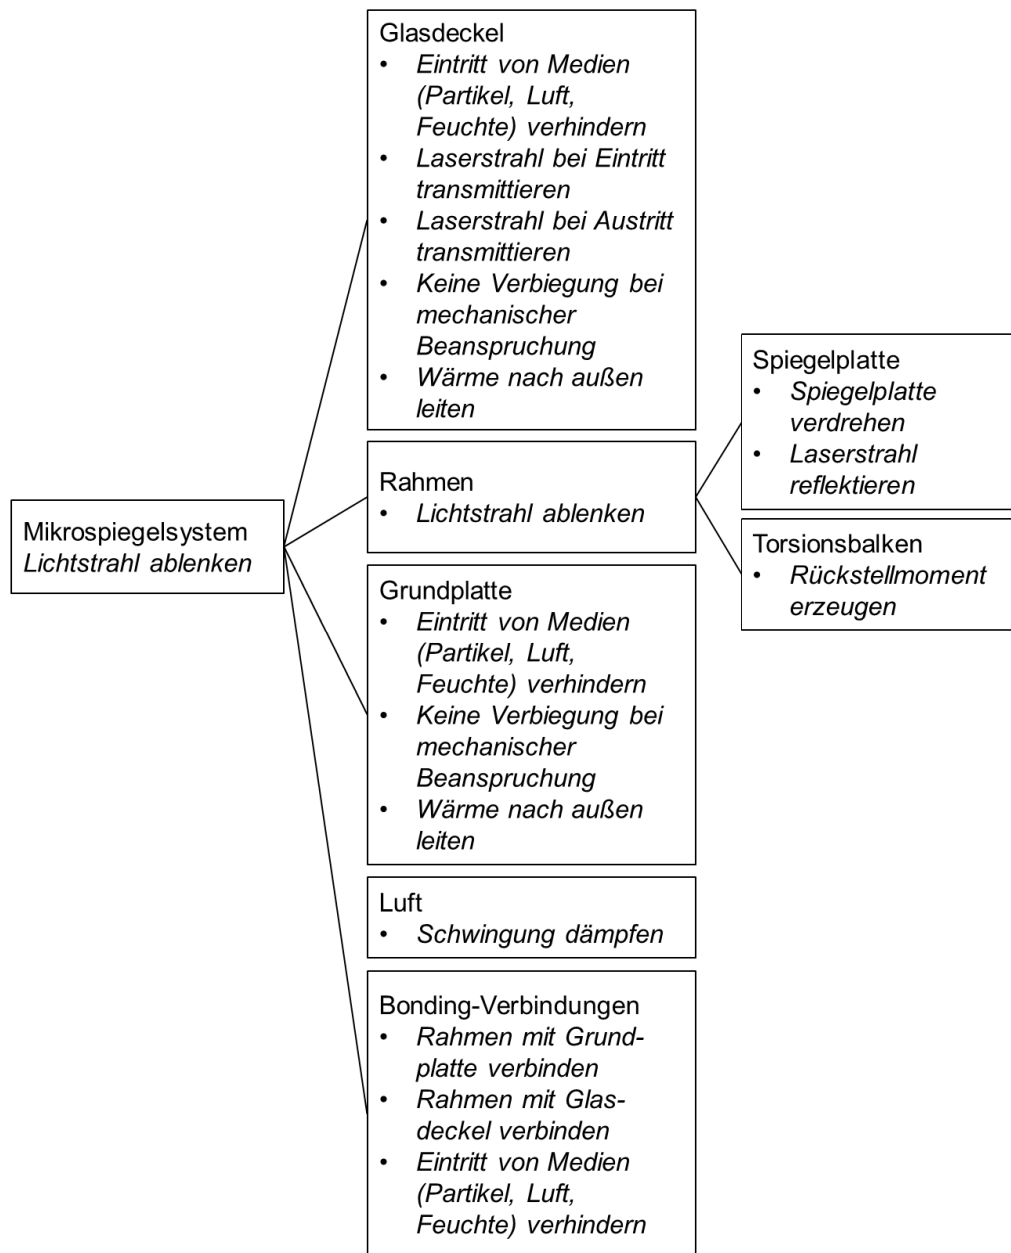 Mikrospiegelsystem
Lichtstrahl ablenken
Glasdeckel
• Eintritt von Medien
(Partikel, Luft,
Feuchte) verhindern
• Laserstrahl bei Eintritt
transmittieren
• Laserstrahl bei Austritt
transmittieren
• Keine Verbiegung bei
mechanischer
Beanspruchung
• Wärme nach außen
leiten
Rahmen
• Lichtstrahl ablenken
Grundplatte
• Eintritt von Medien
(Partikel, Luft,
Feuchte) verhindern
• Keine Verbiegung bei
mechanischer
Beanspruchung
• Wärme nach außen
leiten
Luft
• Schwingung dämpfen
Bonding-Verbindungen
• Rahmen mit Grund-
platte verbinden
• Rahmen mit Glas-
deckel verbinden
• Eintritt von Medien
(Partikel, Luft,
Feuchte) verhindern
Spiegelplatte
• Spiegelplatte
verdrehen
• Laserstrahl
reflektieren
Torsionsbalken
• Rückstellmoment
erzeugen